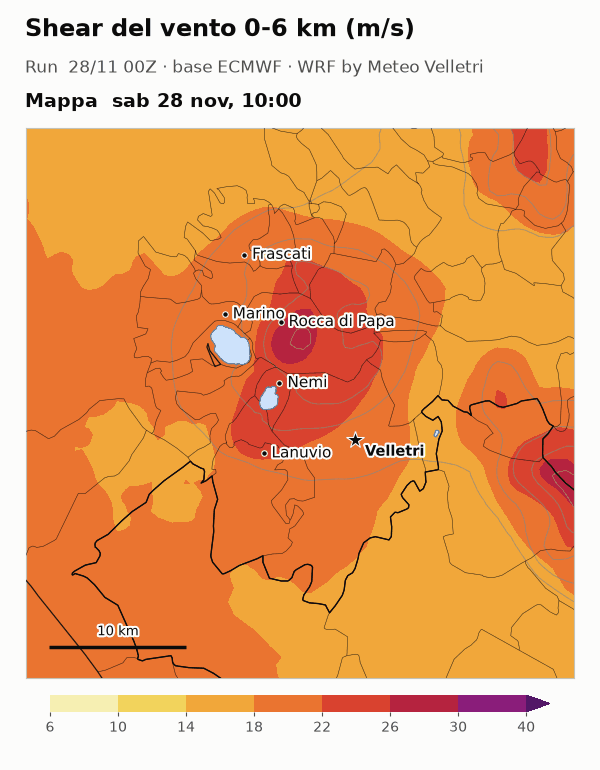 Shear del vento 0-6 km (m/s)
Run  28/11 00Z · base ECMWF · WRF by Meteo Velletri
Mappa  sab 28 nov, 10:00
Frascati
Marino
Rocca di Papa
Nemi
Velletri
Lanuvio
10 km
6 10 14 18 22 26 30 40